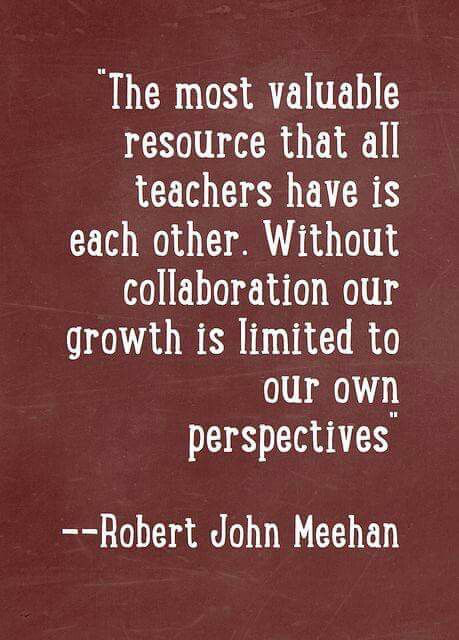 "The most valuable
resource that all
teachers have is
each other. Without
collaboration our
growth is limited to
our own
perspectives"
--Robert John Meehan